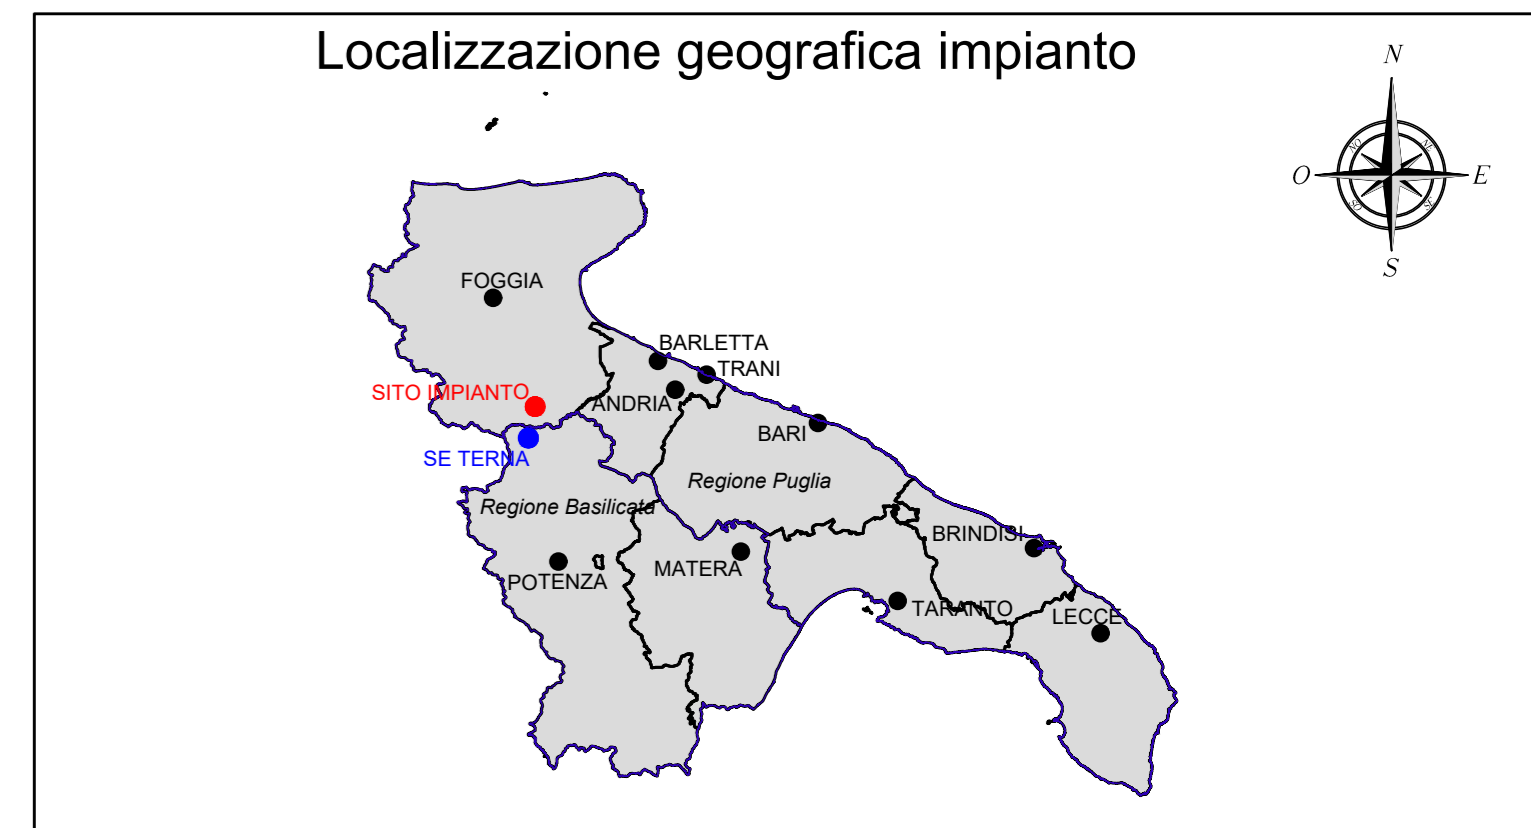 Localizzazione geografica impianto
N
NO
NE
O
E
SO
SE
S
FOGGIA
BARLETTA
TRANI
SITO IMPIANTO
ANDRIA
BARI
SE TERNA
Regione Puglia
Regione Basilicata
BRINDISI
MATERA
POTENZA
TARANTO
LECCE